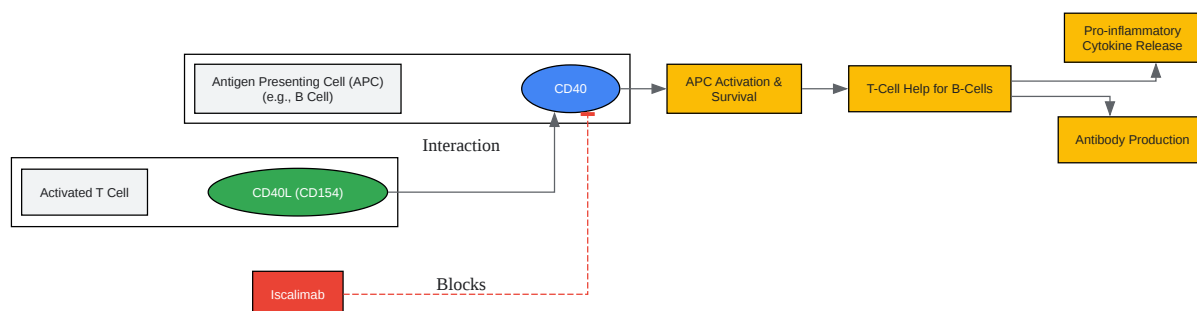 Pro-inflammatory
Cytokine Release
Antigen Presenting Cell (APC)
(e.g., B Cell)
CD40
APC Activation &
Survival
T-Cell Help for B-Cells
Antibody Production
Interaction
Activated T Cell
CD40L (CD154)
Blocks
Iscalimab